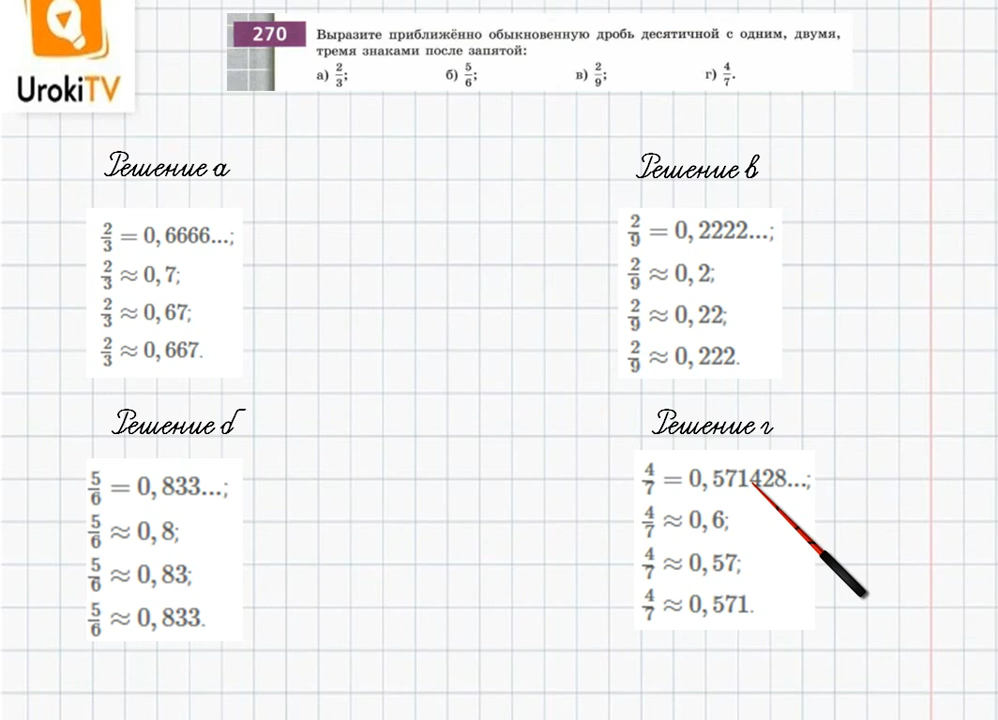 UrokiTV
270 Выразите приближённо обыкновенную дробь десятичной с одним, двумя,
тремя знаками после запятой:
а) 2/3; б) 5/6; в) 2/9; г) 4/7.
Решение а
2/3 = 0,6666...;
2/3 ≈ 0,7;
2/3 ≈ 0,67;
2/3 ≈ 0,667.
Решение б
5/6 = 0,833...;
5/6 ≈ 0,8;
5/6 ≈ 0,83;
5/6 ≈ 0,833.
Решение в
2/9 = 0,2222...;
2/9 ≈ 0,2;
2/9 ≈ 0,22;
2/9 ≈ 0,222.
Решение г
4/7 = 0,571428...;
4/7 ≈ 0,6;
4/7 ≈ 0,57;
4/7 ≈ 0,571.